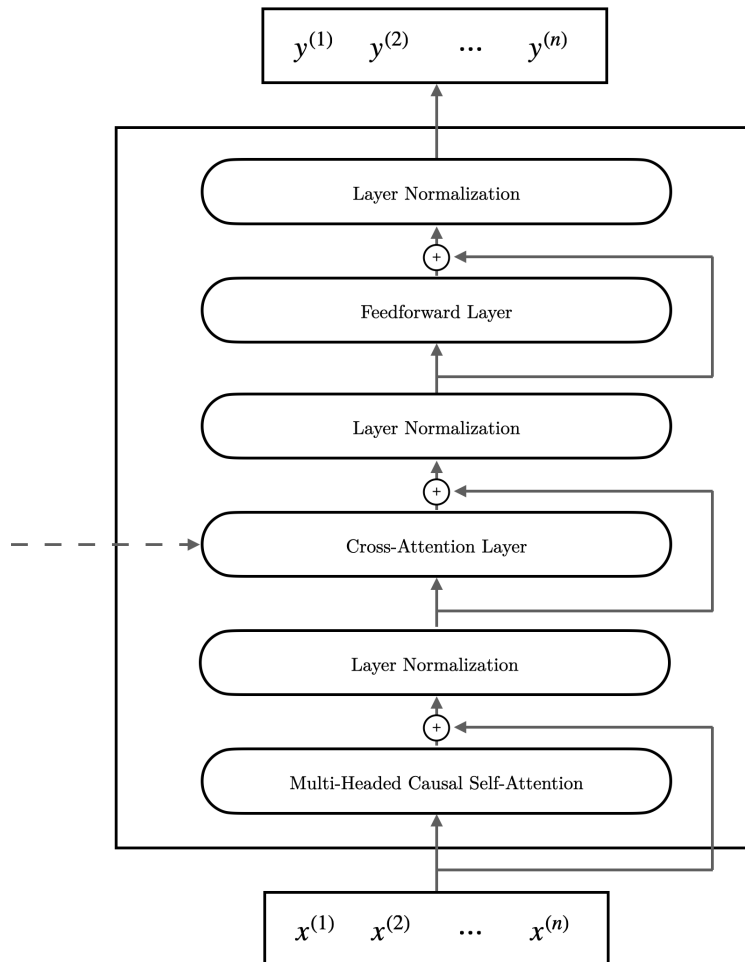 y⁽¹⁾ y⁽²⁾ ... y⁽ⁿ⁾
Layer Normalization
+
Feedforward Layer
Layer Normalization
+
Cross-Attention Layer
Layer Normalization
+
Multi-Headed Causal Self-Attention
x⁽¹⁾ x⁽²⁾ ... x⁽ⁿ⁾